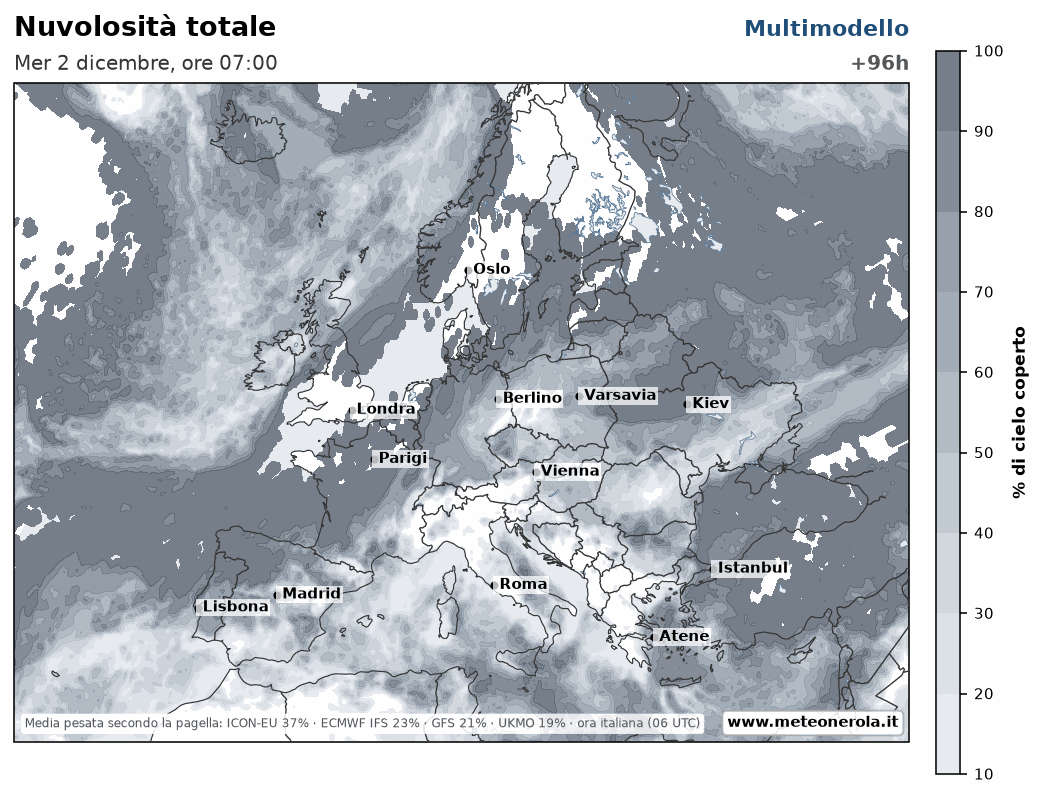 Nuvolosità totale
Multimodello
Mer 2 dicembre, ore 07:00
+96h
100
90
80
70
60
50
40
30
20
10
% di cielo coperto
Oslo
Berlino
Varsavia
Kiev
Londra
Parigi
Vienna
Istanbul
Roma
Madrid
Lisbona
Atene
Media pesata secondo la pagella: ICON-EU 37% · ECMWF IFS 23% · GFS 21% · UKMO 19% · ora italiana (06 UTC)
www.meteonerola.it